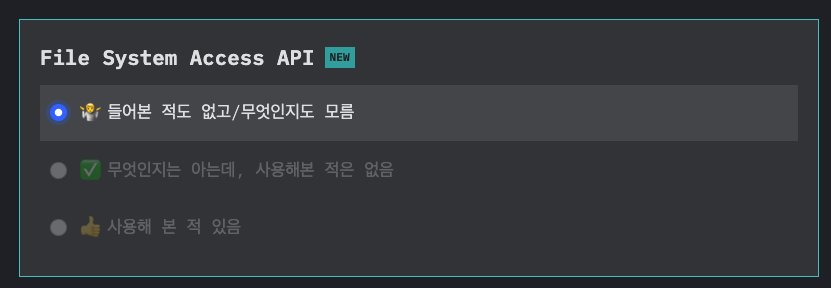 File System Access API NEW
🤷 들어본 적도 없고/무엇인지도 모름
✅ 무엇인지는 아는데, 사용해본 적은 없음
👍 사용해 본 적 있음